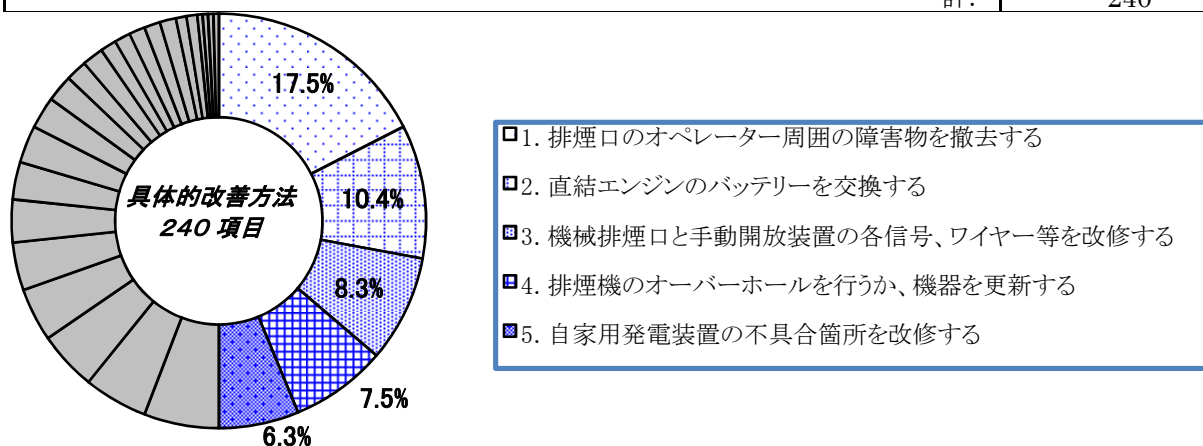 計: 240
17.5%
10.4%
8.3%
7.5%
6.3%
具体的改善方法
240 項目
1. 排煙口のオペレーター周囲の障害物を撤去する
2. 直結エンジンのバッテリーを交換する
3. 機械排煙口と手動開放装置の各信号、ワイヤー等を改修する
4. 排煙機のオーバーホールを行うか、機器を更新する
5. 自家用発電装置の不具合箇所を改修する